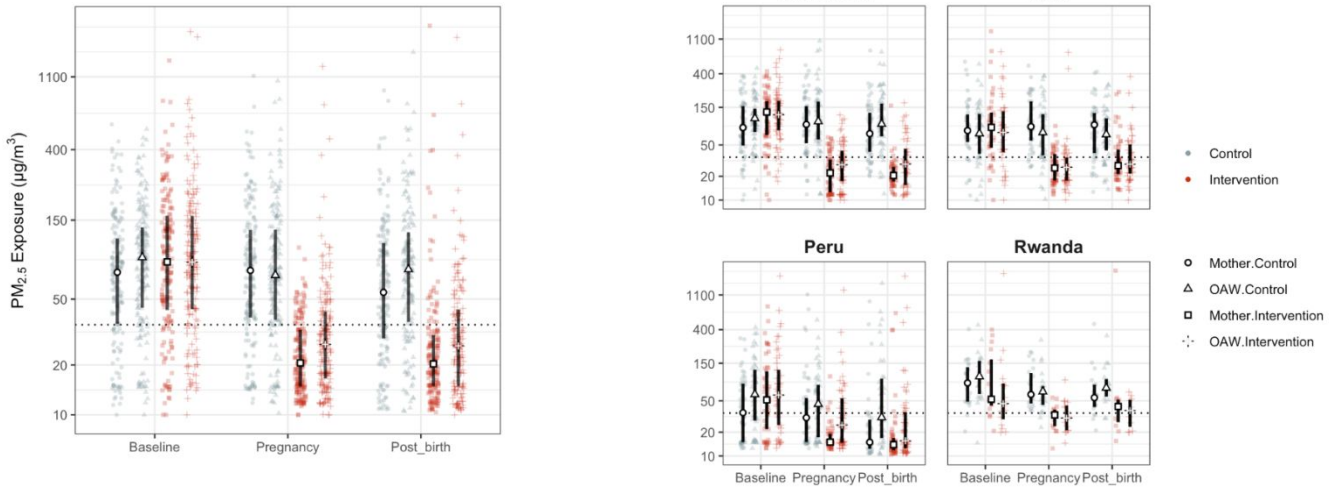 PM2.5 Exposure (µg/m³)
1100
400
150
50
20
10
Baseline Pregnancy Post_birth
1100
400
150
50
20
10
Peru Rwanda
1100
400
150
50
20
10
Baseline Pregnancy Post_birth Baseline Pregnancy Post_birth
Control
Intervention
Mother.Control
OAW.Control
Mother.Intervention
OAW.Intervention